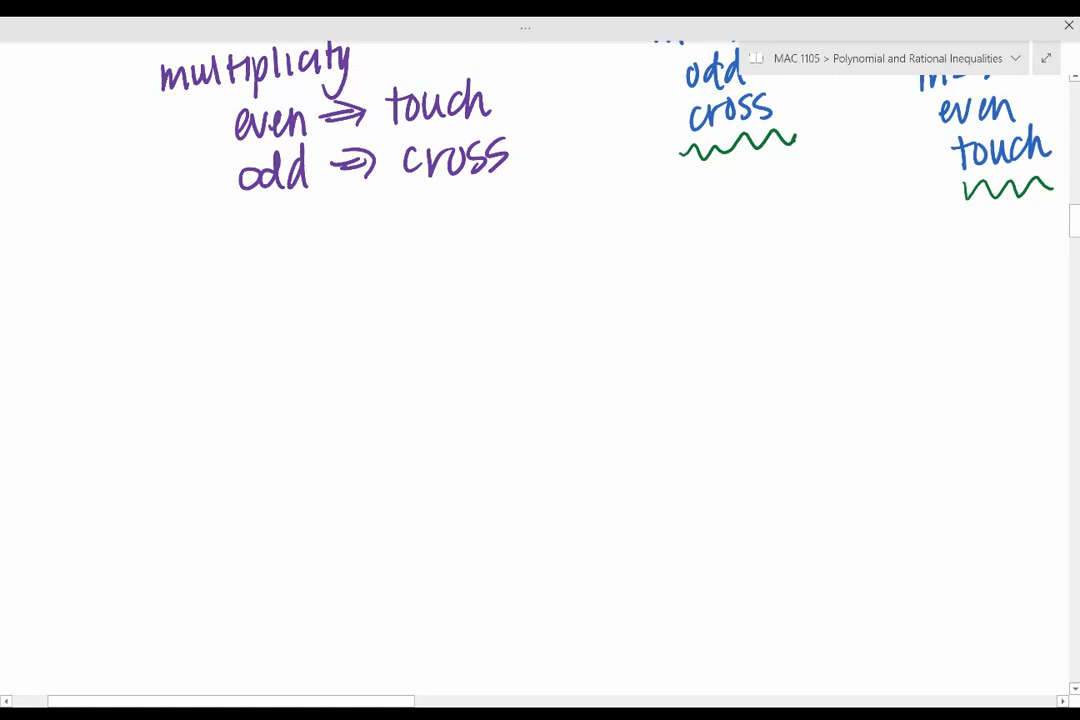 MAC 1105 > Polynomial and Rational Inequalities
multiplicity
even ⇒ touch
odd ⇒ cross
odd
cross
even
touch